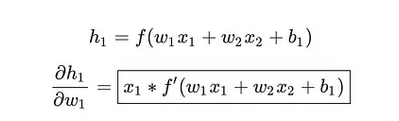 h₁ = f(w₁x₁ + w₂x₂ + b₁)
∂h₁/∂w₁ = x₁ * f′(w₁x₁ + w₂x₂ + b₁)